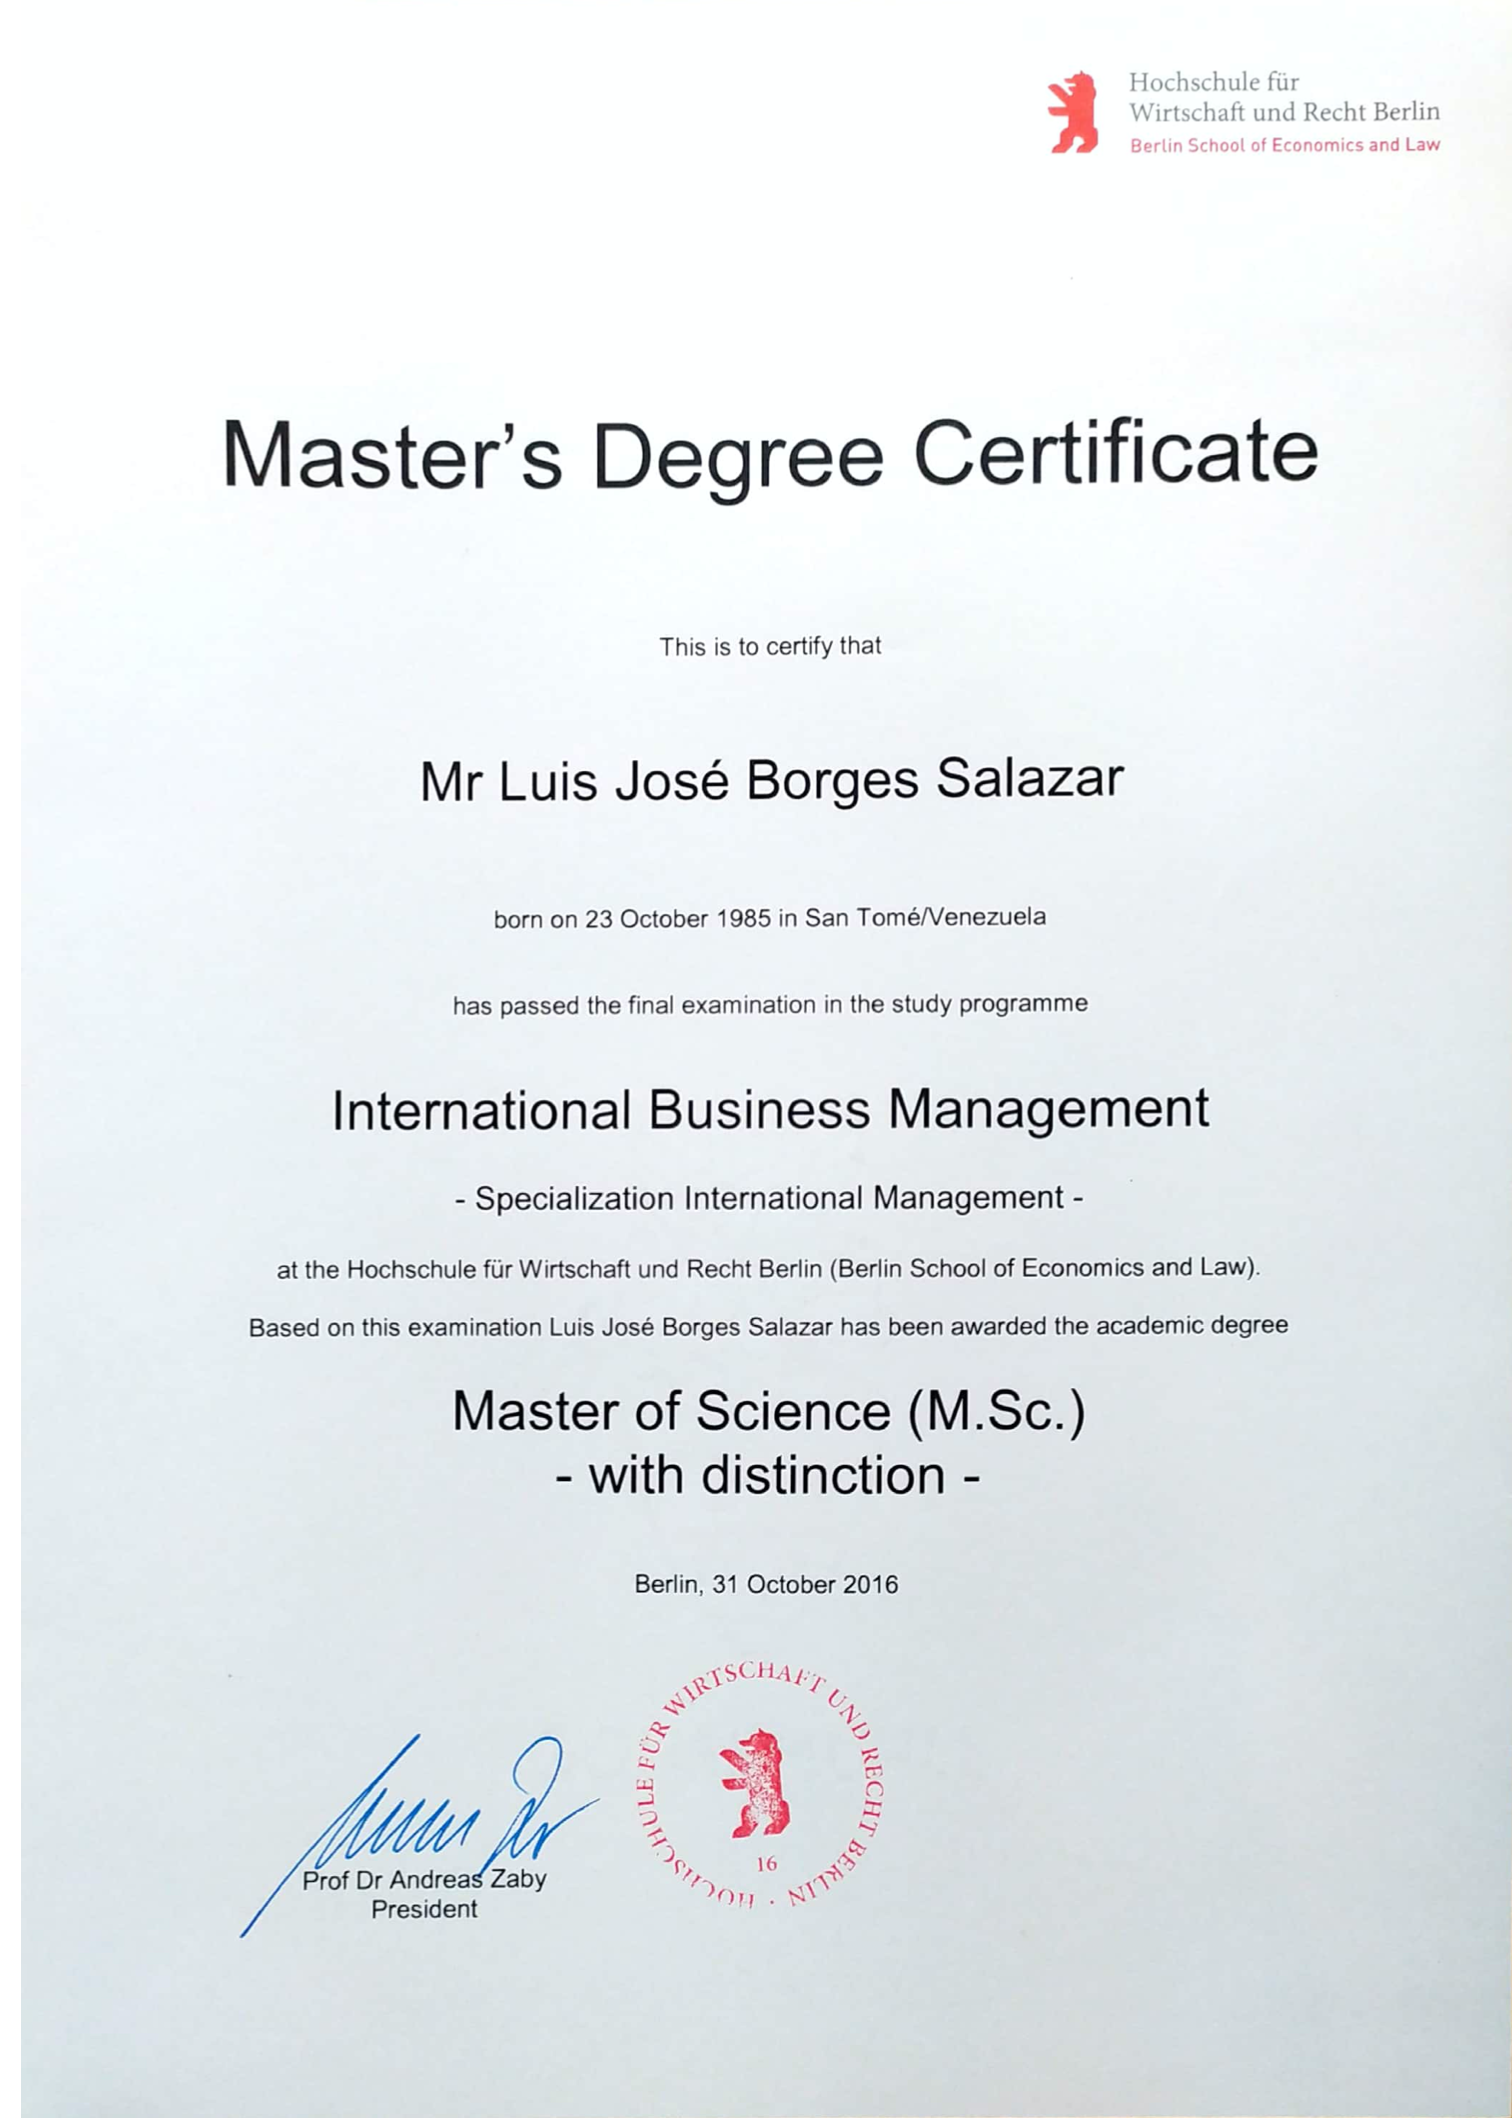 Hochschule für
Wirtschaft und Recht Berlin
Berlin School of Economics and Law
Master's Degree Certificate
This is to certify that
Mr Luis José Borges Salazar
born on 23 October 1985 in San Tomé/Venezuela
has passed the final examination in the study programme
International Business Management
- Specialization International Management -
at the Hochschule für Wirtschaft und Recht Berlin (Berlin School of Economics and Law).
Based on this examination Luis José Borges Salazar has been awarded the academic degree
Master of Science (M.Sc.)
- with distinction -
Berlin, 31 October 2016
HOCHSCHULE FÜR WIRTSCHAFT UND RECHT BERLIN ·
16
Prof Dr Andreas Zaby
President